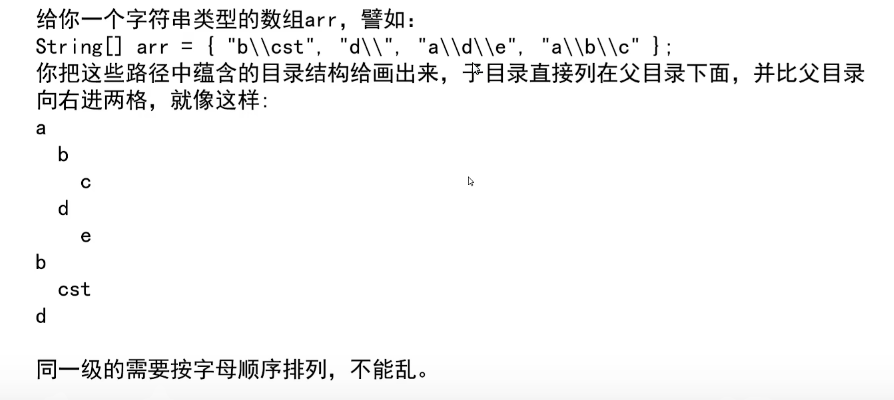 给你一个字符串类型的数组arr，譬如：
String[] arr = { "b\\cst", "d\\", "a\\d\\e", "a\\b\\c" };
你把这些路径中蕴含的目录结构给画出来，子目录直接列在父目录下面，并比父目录
向右进两格，就像这样:
a
  b
    c
  d
    e
b
  cst
d
同一级的需要按字母顺序排列，不能乱。